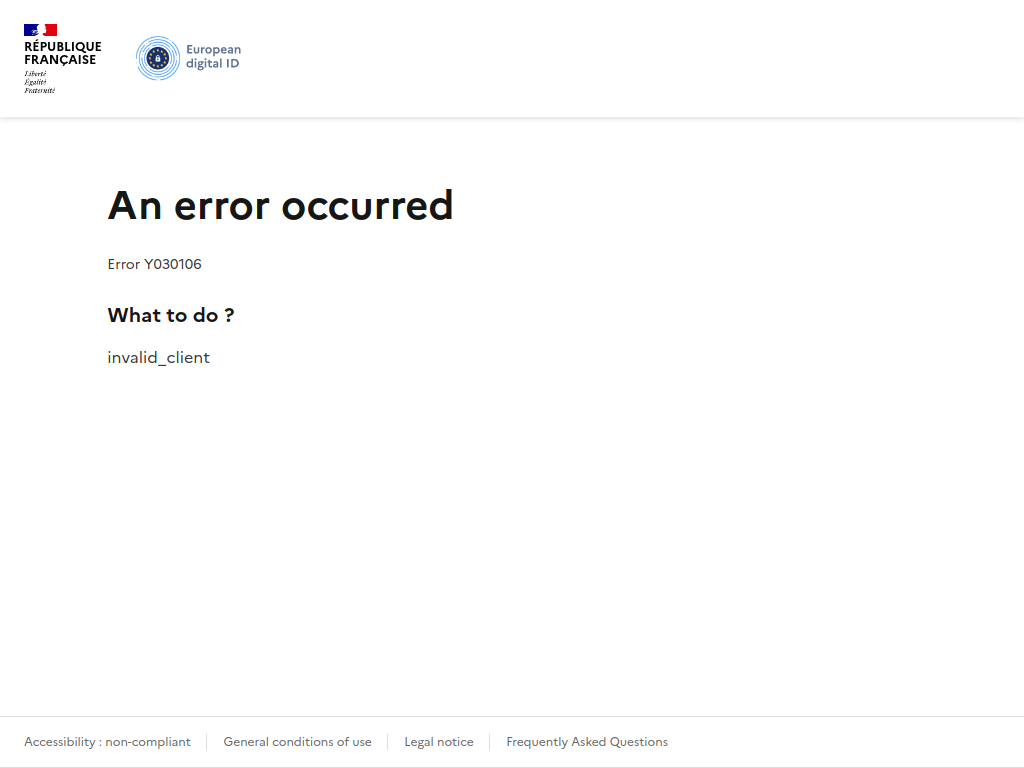 RÉPUBLIQUE
FRANÇAISE
Liberté
Égalité
Fraternité
European
digital ID
An error occurred
Error Y030106
What to do ?
invalid_client
Accessibility : non-compliant
General conditions of use
Legal notice
Frequently Asked Questions